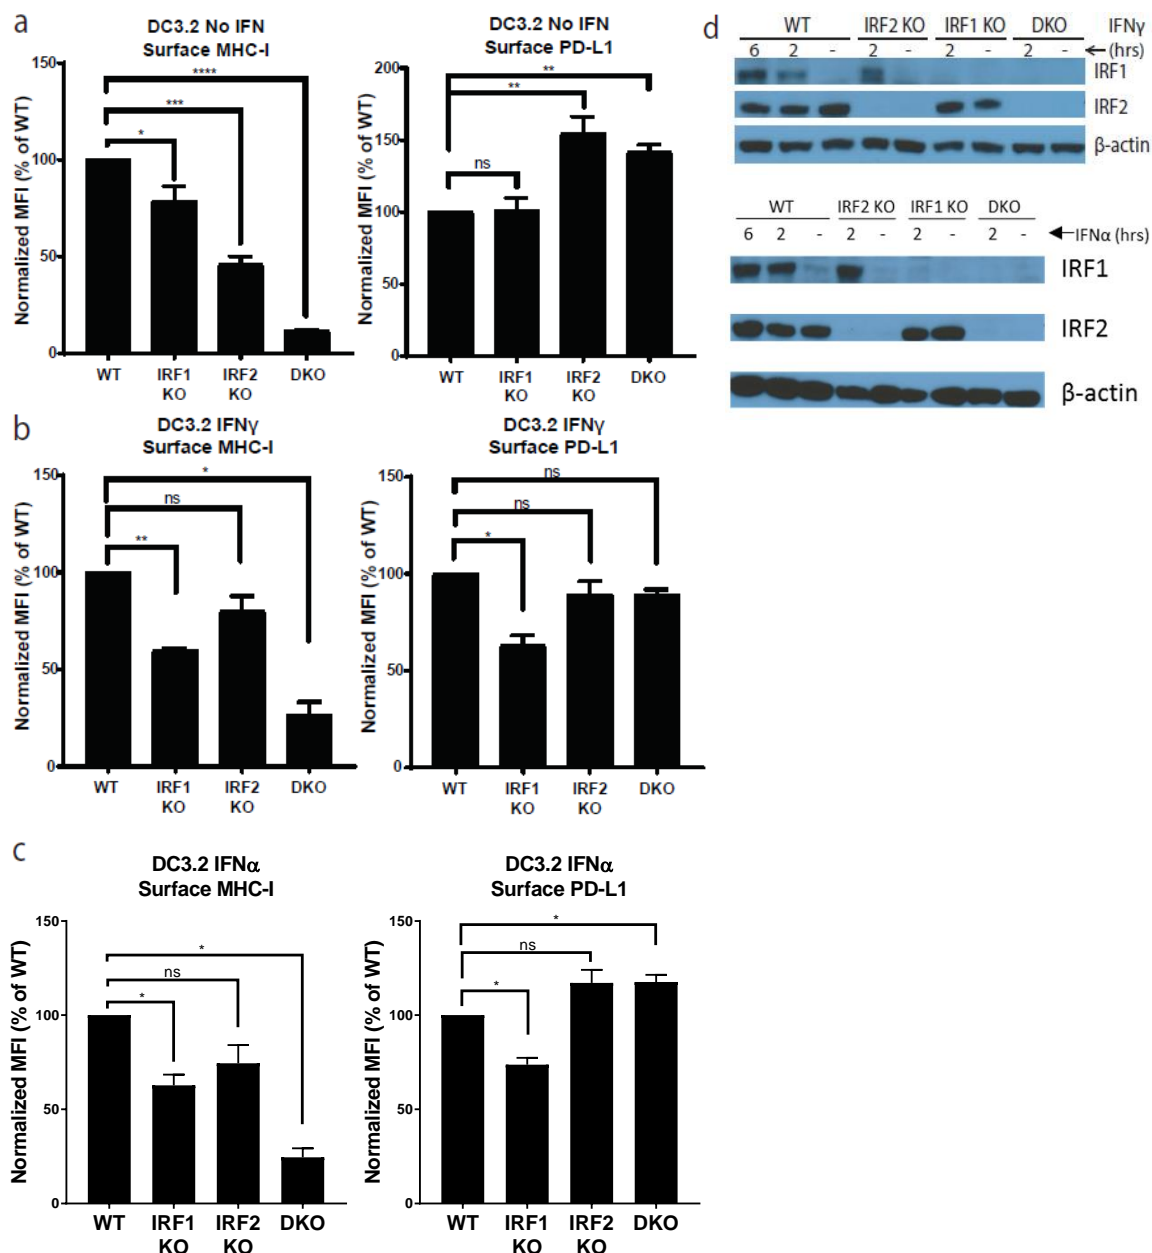 a
DC3.2 No IFN
Surface MHC-I
Normalized MFI (% of WT)
150
100
50
0
****
***
*
WT
IRF1
KO
IRF2
KO
DKO
DC3.2 No IFN
Surface PD-L1
Normalized MFI (% of WT)
200
150
100
50
0
**
**
ns
WT
IRF1
KO
IRF2
KO
DKO
b
DC3.2 IFNγ
Surface MHC-I
Normalized MFI (% of WT)
150
100
50
0
*
ns
**
WT
IRF1
KO
IRF2
KO
DKO
DC3.2 IFNγ
Surface PD-L1
Normalized MFI (% of WT)
150
100
50
0
ns
ns
*
WT
IRF1
KO
IRF2
KO
DKO
c
DC3.2 IFNα
Surface MHC-I
Normalized MFI (% of WT)
150
100
50
0
*
ns
*
WT
IRF1
KO
IRF2
KO
DKO
DC3.2 IFNα
Surface PD-L1
Normalized MFI (% of WT)
150
100
50
0
*
ns
*
WT
IRF1
KO
IRF2
KO
DKO
d
WT IRF2 KO IRF1 KO DKO IFNγ
6 2 - 2 - 2 - 2 - ←(hrs)
IRF1
IRF2
β-actin
WT IRF2 KO IRF1 KO DKO
6 2 - 2 - 2 - 2 - ←IFNα (hrs)
IRF1
IRF2
β-actin